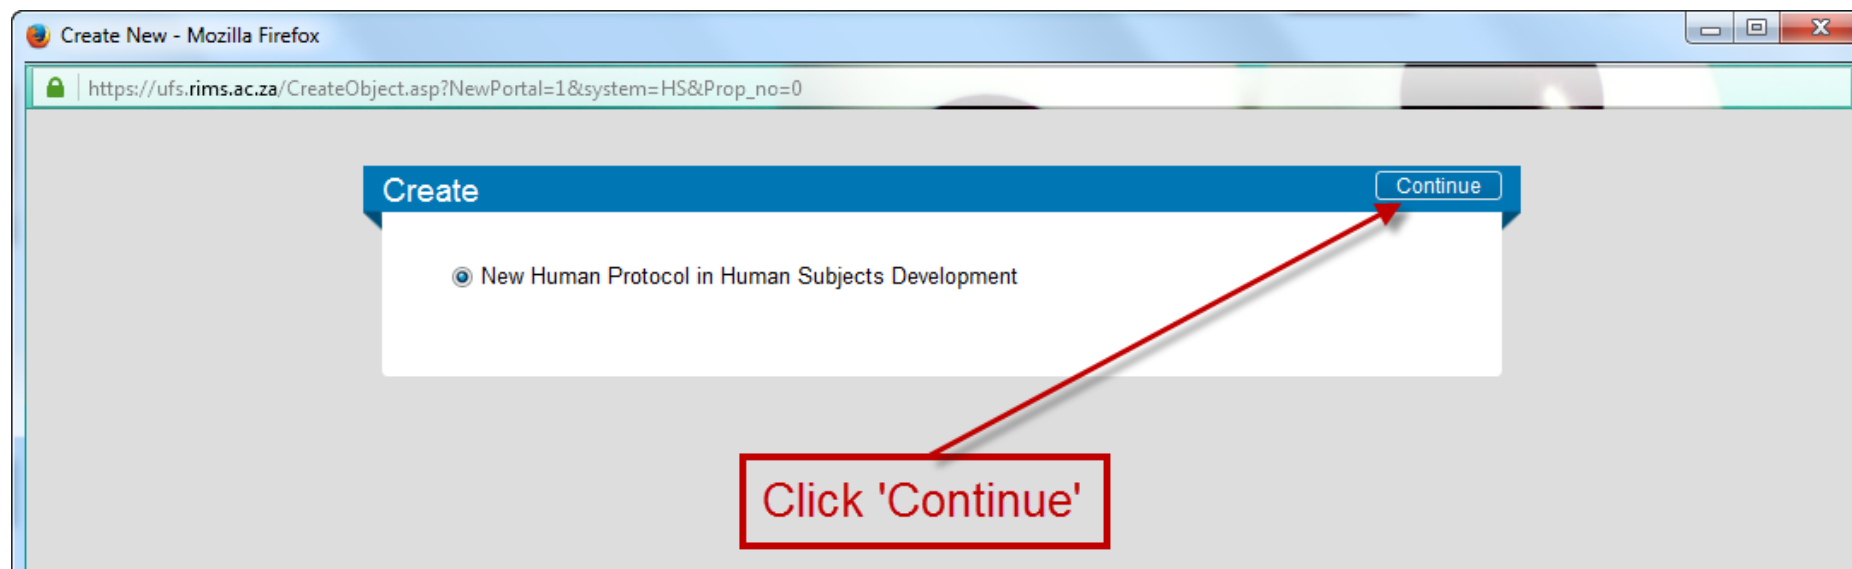 Create New - Mozilla Firefox
https://ufs.rims.ac.za/CreateObject.asp?NewPortal=1&system=HS&Prop_no=0
Create
Continue
New Human Protocol in Human Subjects Development
Click 'Continue'